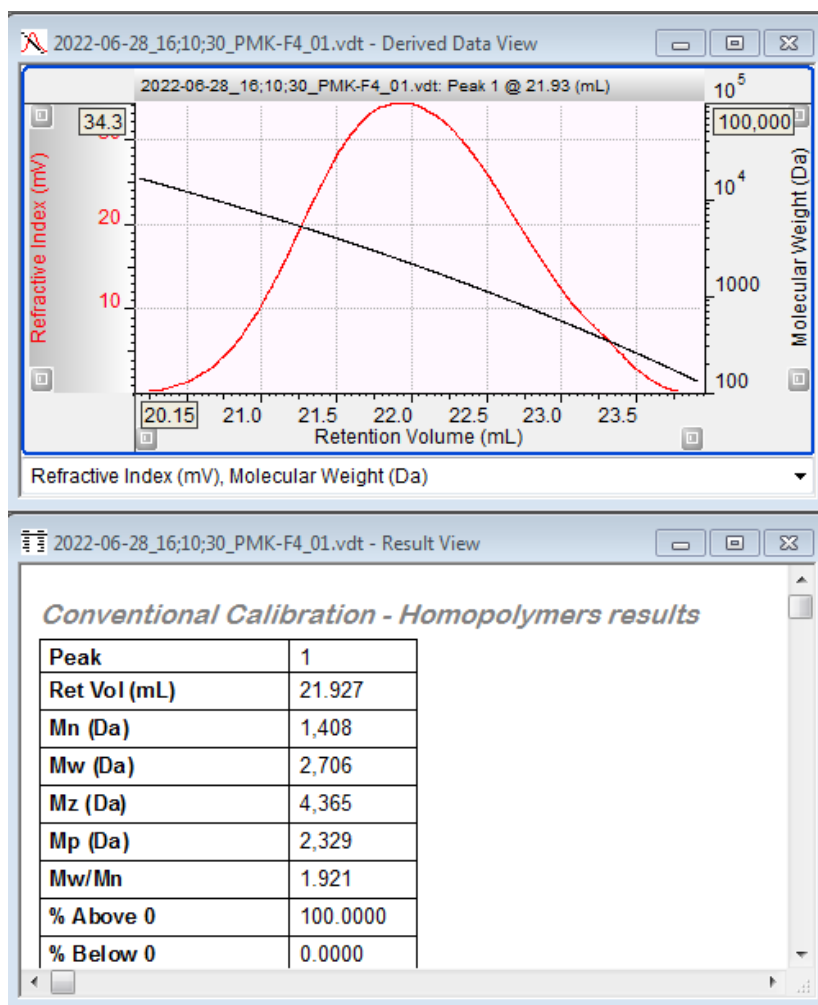 2022-06-28_16;10;30_PMK-F4_01.vdt - Derived Data View
2022-06-28_16;10;30_PMK-F4_01.vdt: Peak 1 @ 21.93 (mL)
10^5
34.3
100,000
20
10
10^4
1000
100
Refractive Index (mV)
Molecular Weight (Da)
20.15 21.0 21.5 22.0 22.5 23.0 23.5
Retention Volume (mL)
Refractive Index (mV), Molecular Weight (Da)
2022-06-28_16;10;30_PMK-F4_01.vdt - Result View
Conventional Calibration - Homopolymers results
Peak 1
Ret Vol (mL) 21.927
Mn (Da) 1,408
Mw (Da) 2,706
Mz (Da) 4,365
Mp (Da) 2,329
Mw/Mn 1.921
% Above 0 100.0000
% Below 0 0.0000